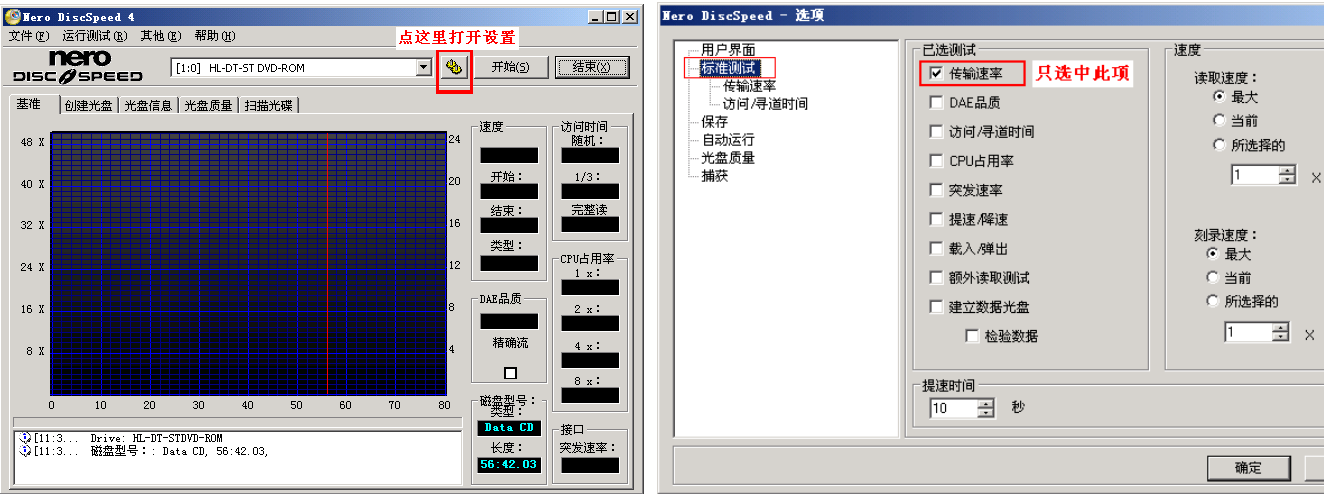 Nero DiscSpeed 4
文件(F) 运行测试(R) 其他(E) 帮助(H)
点这里打开设置
nero
DISC SPEED
[1:0] HL-DT-ST DVD-ROM
开始(S)
结束(X)
基准 创建光盘 光盘信息 光盘质量 扫描光碟
48 X
40 X
32 X
24 X
16 X
8 X
24
20
16
12
8
4
0 10 20 30 40 50 60 70 80
速度
开始：
结束：
类型：
DAE品质
精确流
磁盘型号：
类型：
Data CD
长度：
56:42.03
访问时间
随机：
1/3：
完整读
CPU占用率
1 x：
2 x：
4 x：
8 x：
接口
突发速率：
[11:3... Drive: HL-DT-STDVD-ROM
[11:3... 磁盘型号：: Data CD, 56:42.03,
Nero DiscSpeed - 选项
用户界面
标准测试
传输速率
访问/寻道时间
保存
自动运行
光盘质量
捕获
已选测试
传输速率
只选中此项
DAE品质
访问/寻道时间
CPU占用率
突发速率
提速/降速
载入/弹出
额外读取测试
建立数据光盘
检验数据
提速时间
10 秒
速度
读取速度：
最大
当前
所选择的
1 X
刻录速度：
最大
当前
所选择的
1 X
确定